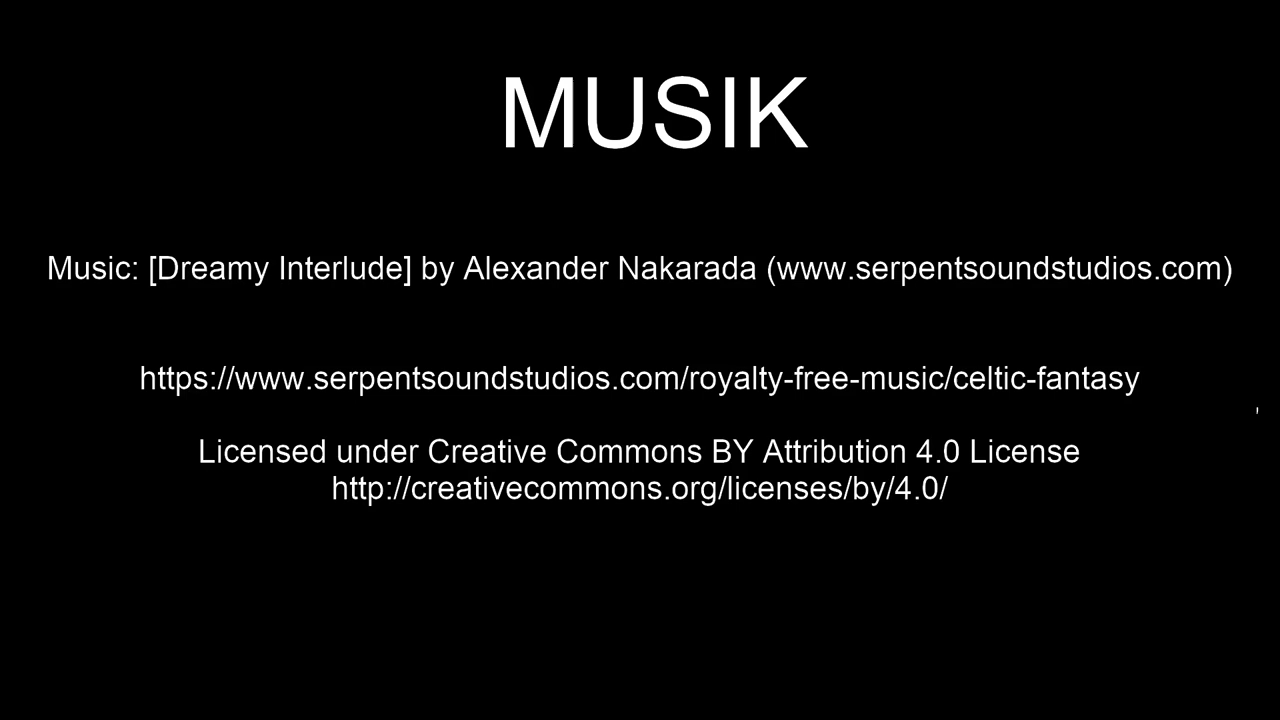 MUSIK
Music: [Dreamy Interlude] by Alexander Nakarada (www.serpentsoundstudios.com)
https://www.serpentsoundstudios.com/royalty-free-music/celtic-fantasy
Licensed under Creative Commons BY Attribution 4.0 License
http://creativecommons.org/licenses/by/4.0/